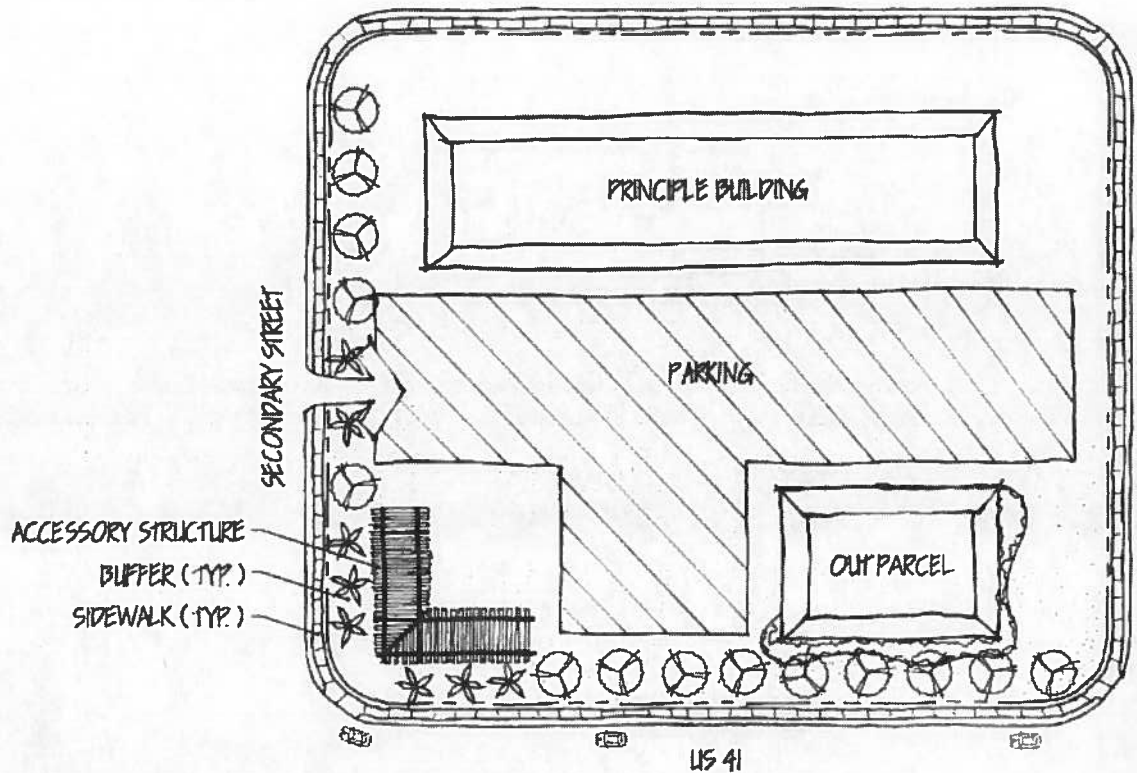 PRINCIPLE BUILDING
SECONDARY STREET
PARKING
ACCESSORY STRUCTURE
BUFFER (TYP.)
SIDEWALK (TYP.)
OUTPARCEL
US 41